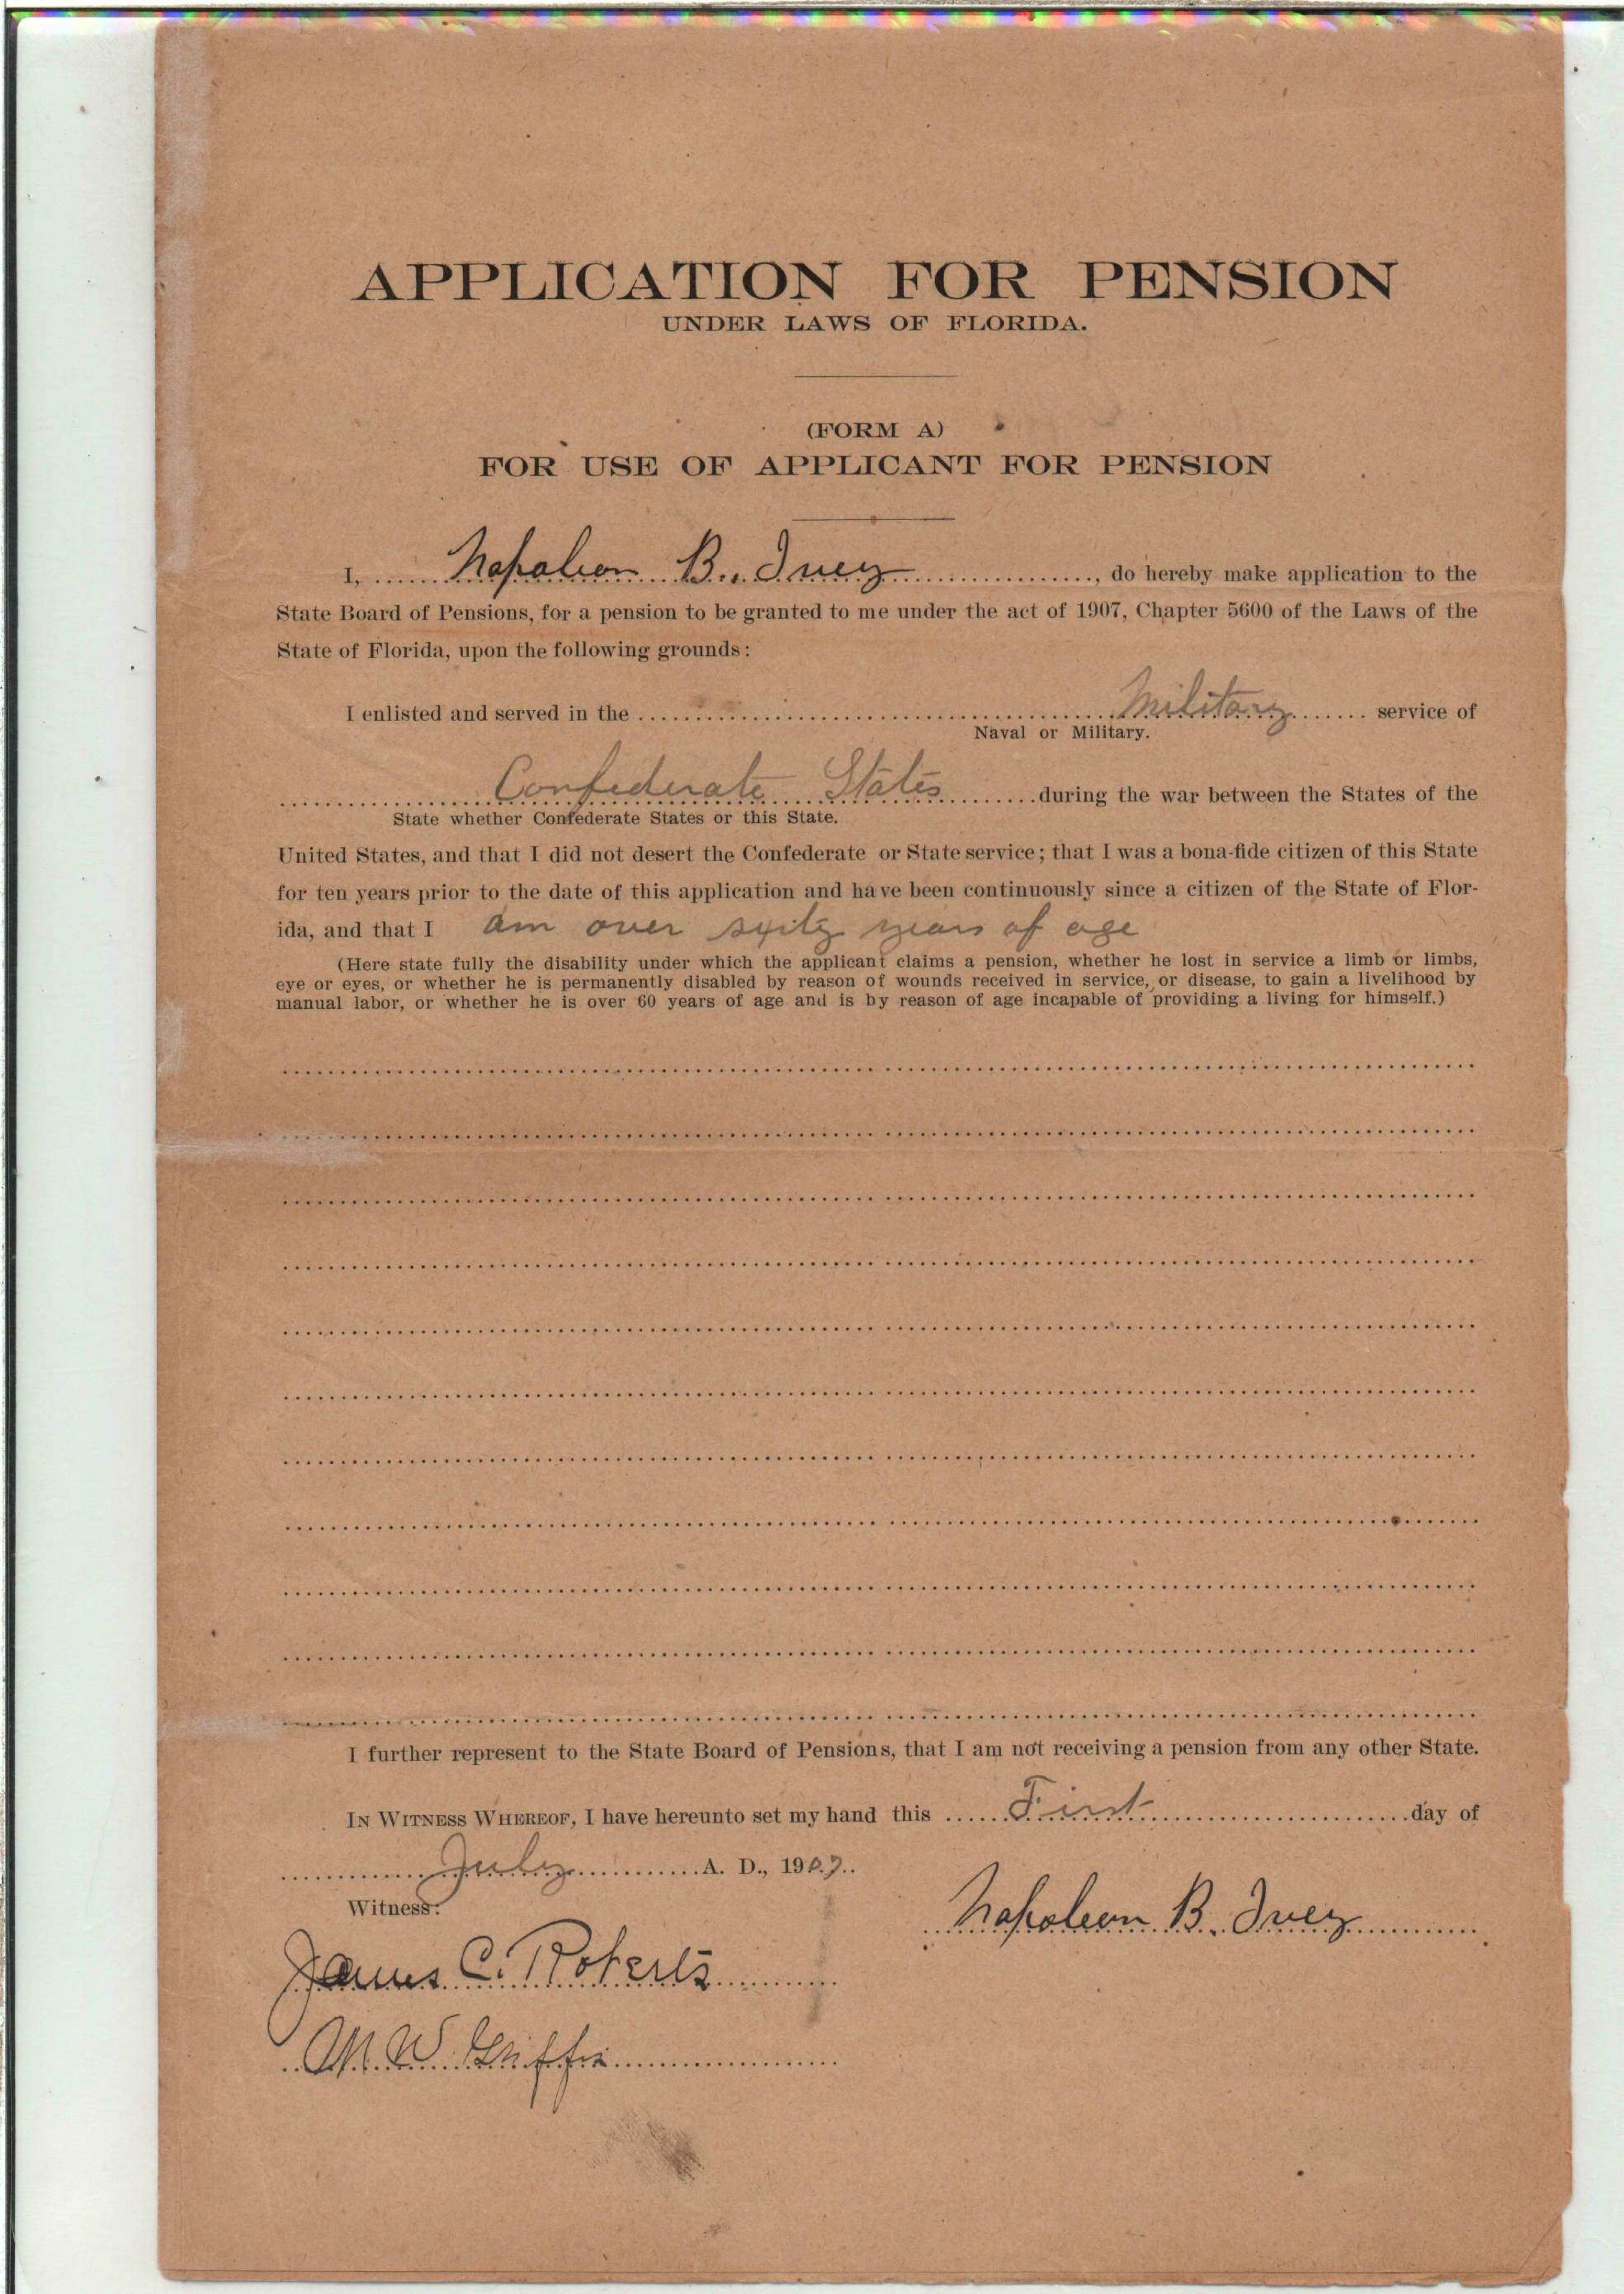 APPLICATION FOR PENSION
UNDER LAWS OF FLORIDA.
(FORM A)
FOR USE OF APPLICANT FOR PENSION
I, Napoleon B. Ivey, do hereby make application to the
State Board of Pensions, for a pension to be granted to me under the act of 1907, Chapter 5600 of the Laws of the
State of Florida, upon the following grounds:
I enlisted and served in the Military service of
Naval or Military.
Confederate States during the war between the States of the
State whether Confederate States or this State.
United States, and that I did not desert the Confederate or State service; that I was a bona-fide citizen of this State
for ten years prior to the date of this application and have been continuously since a citizen of the State of Flor-
ida, and that I am over sixity years of age
(Here state fully the disability under which the applicant claims a pension, whether he lost in service a limb or limbs,
eye or eyes, or whether he is permanently disabled by reason of wounds received in service, or disease, to gain a livelihood by
manual labor, or whether he is over 60 years of age and is by reason of age incapable of providing a living for himself.)
I further represent to the State Board of Pensions, that I am not receiving a pension from any other State.
IN WITNESS WHEREOF, I have hereunto set my hand this First day of
July A. D., 1907.
Witness:
Napoleon B. Ivey
James C. Roberts
M. W. Griffin